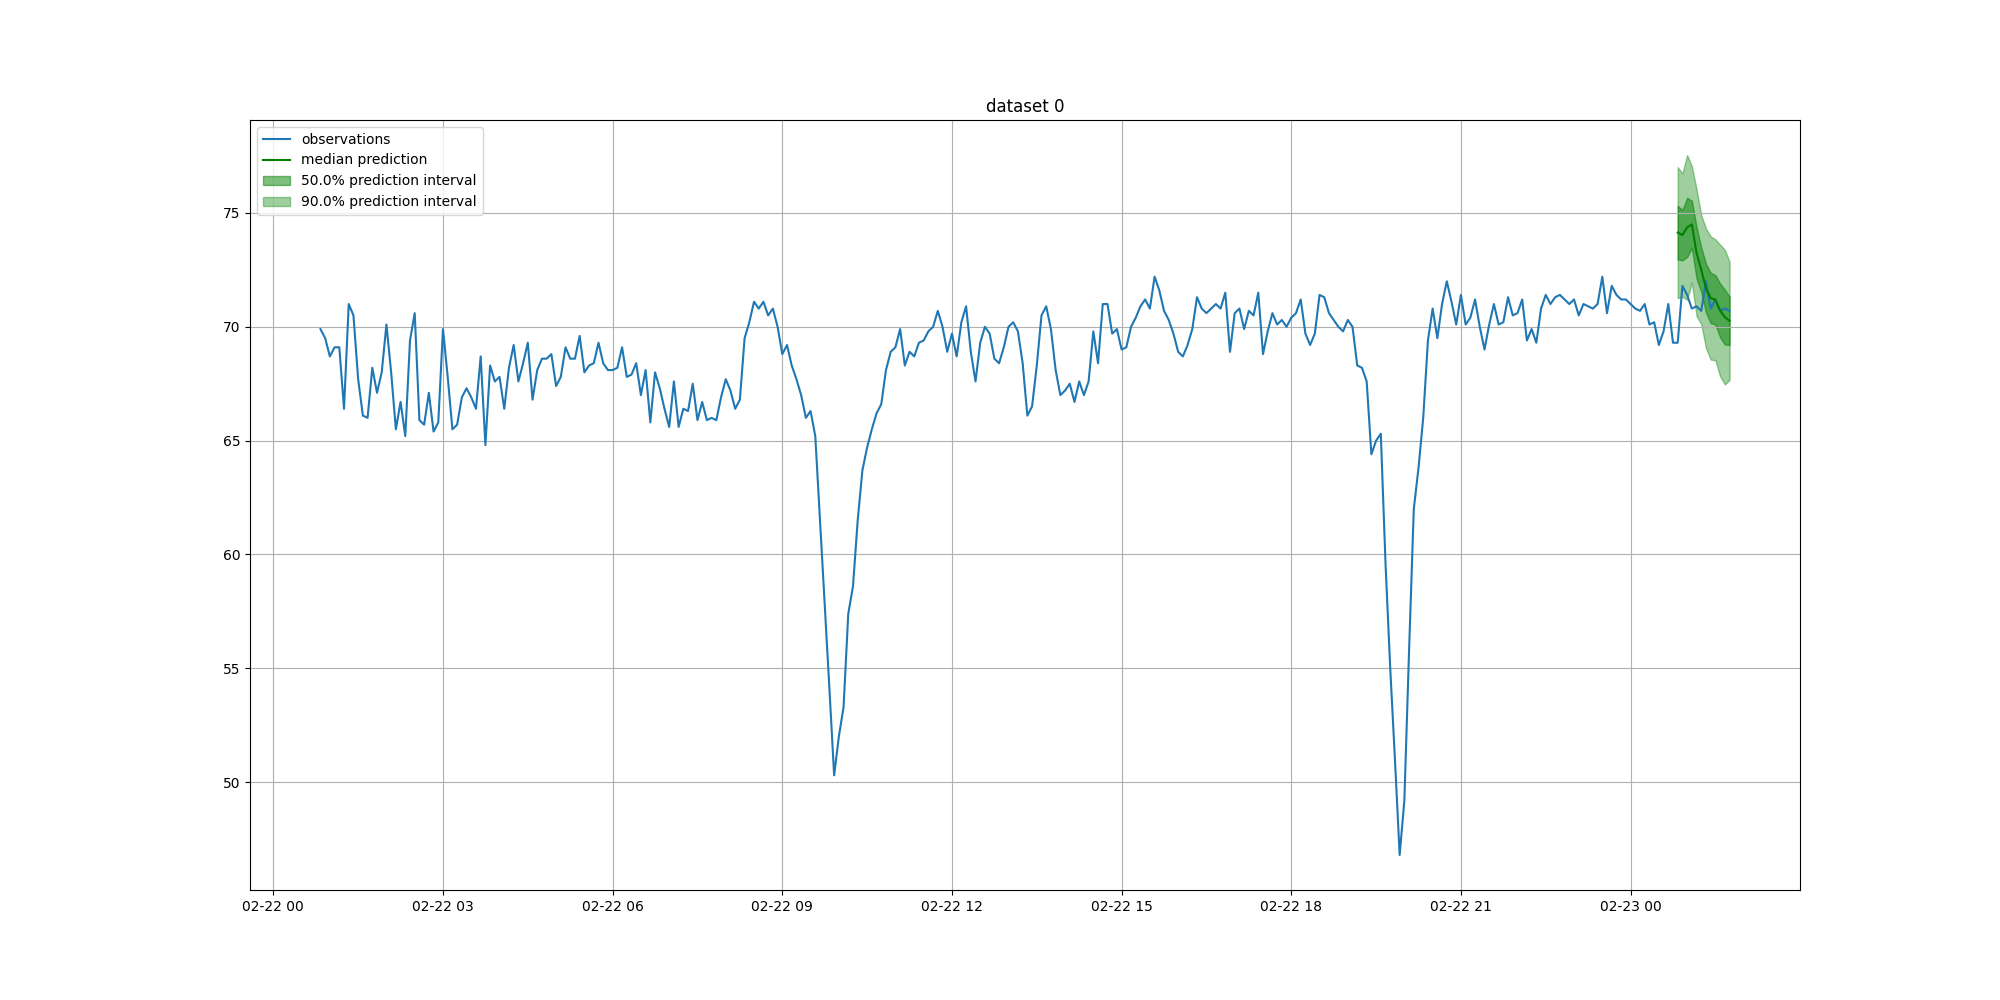 dataset 0
observations
median prediction
50.0% prediction interval
90.0% prediction interval
75
70
65
60
55
50
02-22 00 02-22 03 02-22 06 02-22 09 02-22 12 02-22 15 02-22 18 02-22 21 02-23 00